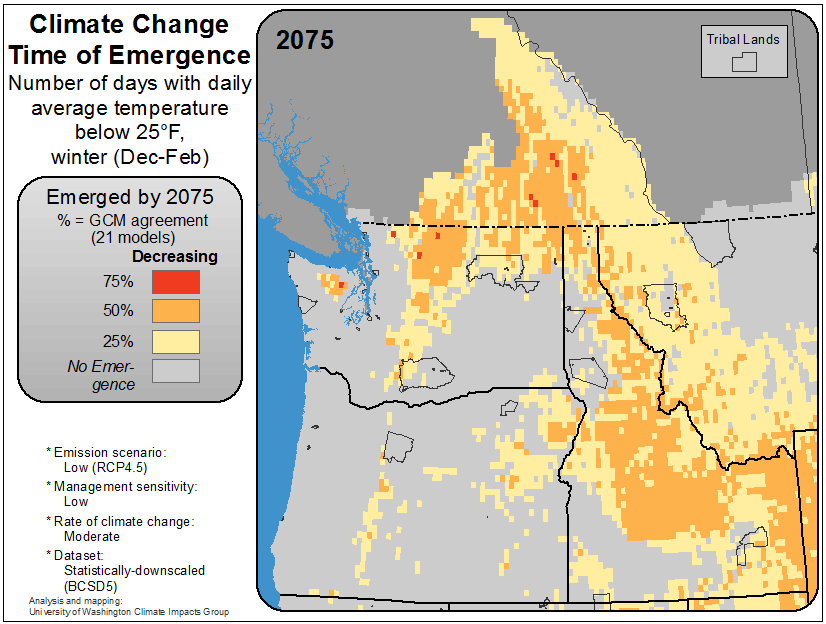 Climate Change
Time of Emergence
Number of days with daily
average temperature
below 25°F,
winter (Dec-Feb)
Emerged by 2075
% = GCM agreement
(21 models)
Decreasing
75%
50%
25%
No Emer-
gence
* Emission scenario:
Low (RCP4.5)
* Management sensitivity:
Low
* Rate of climate change:
Moderate
* Dataset:
Statistically-downscaled
(BCSD5)
Analysis and mapping:
University of Washington Climate Impacts Group
2075
Tribal Lands